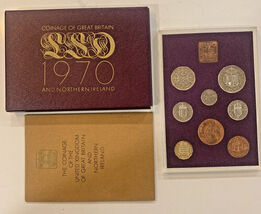 COINAGE OF GREAT BRITAIN
LSD
1970
AND NORTHERN IRELAND
THE COINAGE
OF THE
UNITED KINGDOM
OF GREAT BRITAIN
AND
NORTHERN
IRELAND